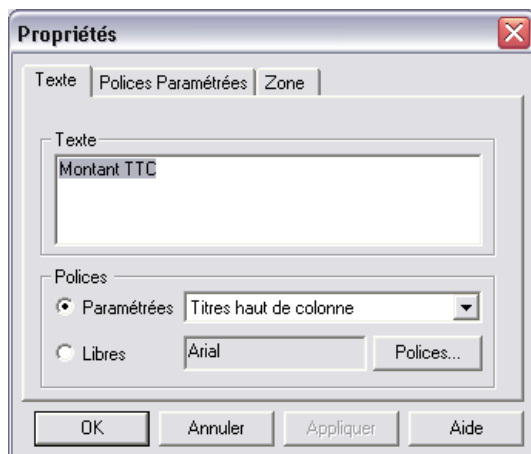 Propriétés
Texte Polices Paramétrées Zone
Texte
Montant TTC
Polices
Paramétrées Titres haut de colonne
Libres Arial Polices...
OK Annuler Appliquer Aide